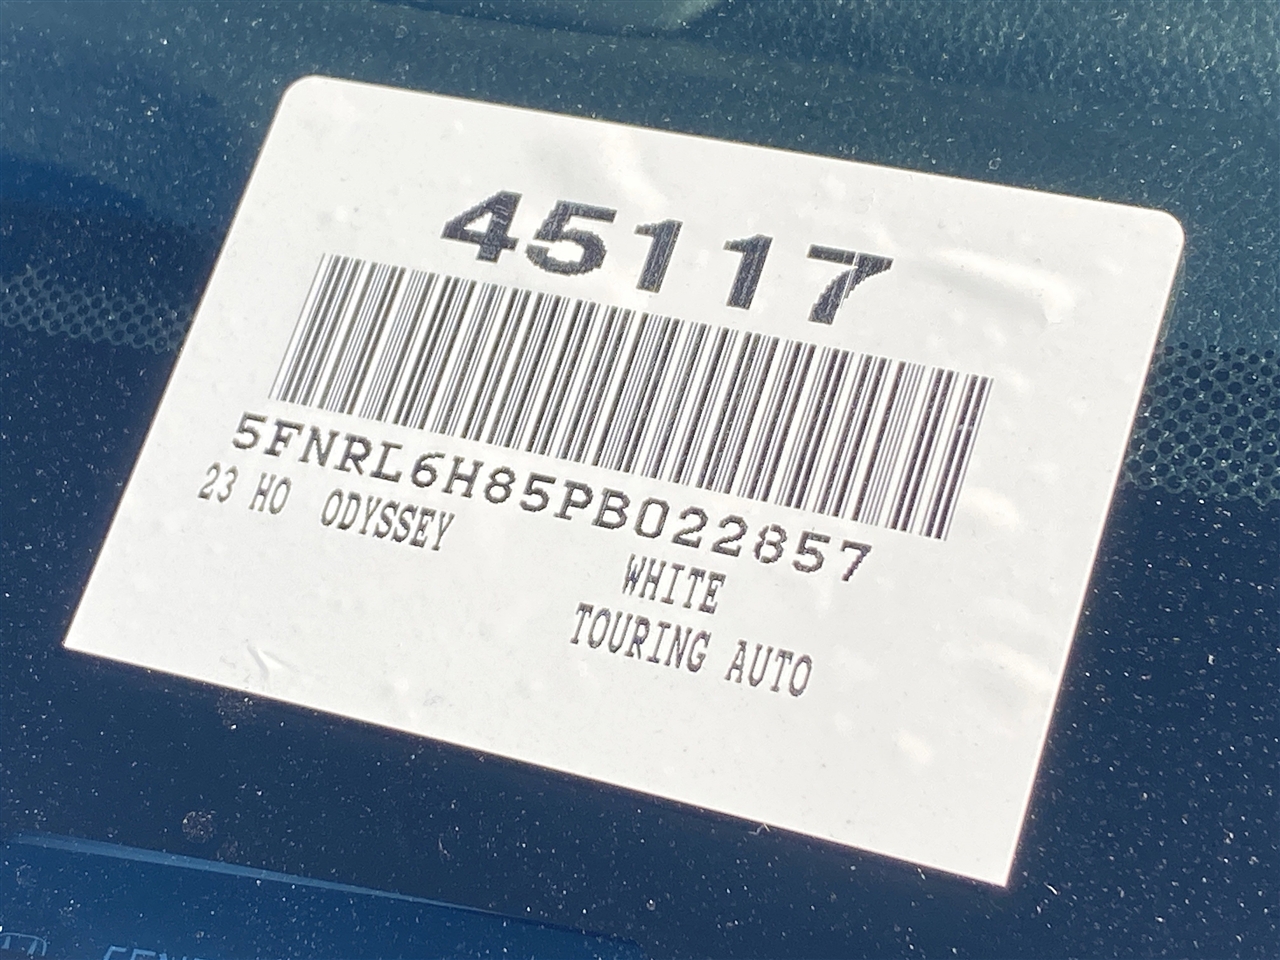 45117
5FNRL6H85PB022857
23 HO ODYSSEY
WHITE
TOURING AUTO